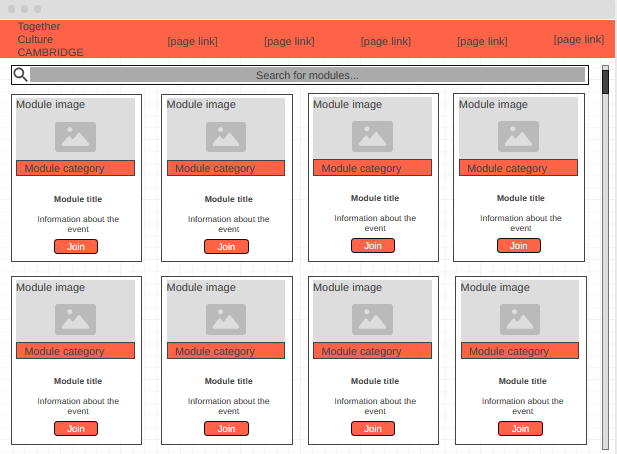 Together
Culture
CAMBRIDGE
[page link] [page link] [page link] [page link] [page link]
Search for modules...
Module image
Module category
Module title
Information about the
event
Join
Module image
Module category
Module title
Information about the
event
Join
Module image
Module category
Module title
Information about the
event
Join
Module image
Module category
Module title
Information about the
event
Join
Module image
Module category
Module title
Information about the
event
Join
Module image
Module category
Module title
Information about the
event
Join
Module image
Module category
Module title
Information about the
event
Join
Module image
Module category
Module title
Information about the
event
Join